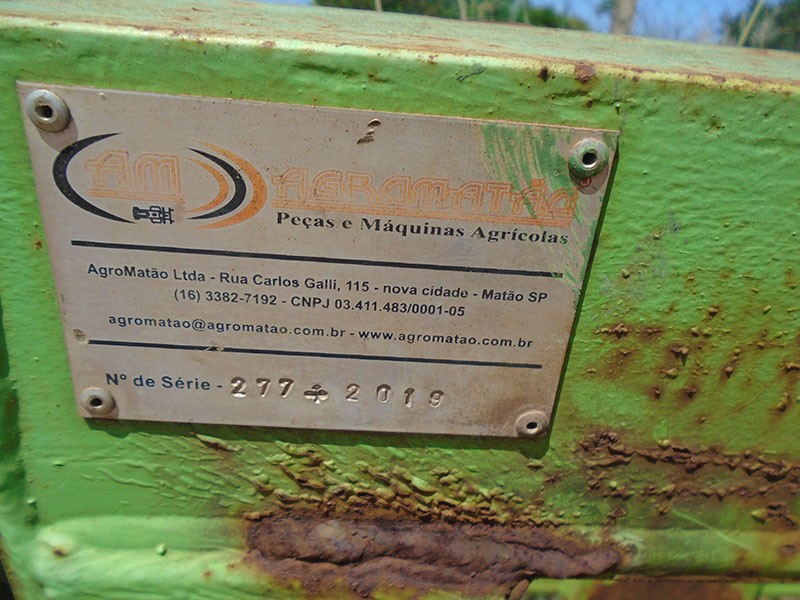 AM AGROMATÃO ®
Peças e Máquinas Agrícolas
AgroMatão Ltda - Rua Carlos Galli, 115 - nova cidade - Matão SP
(16) 3382-7192 - CNPJ 03.411.483/0001-05
agromatao@agromatao.com.br - www.agromatao.com.br
Nº de Série - 277 2019